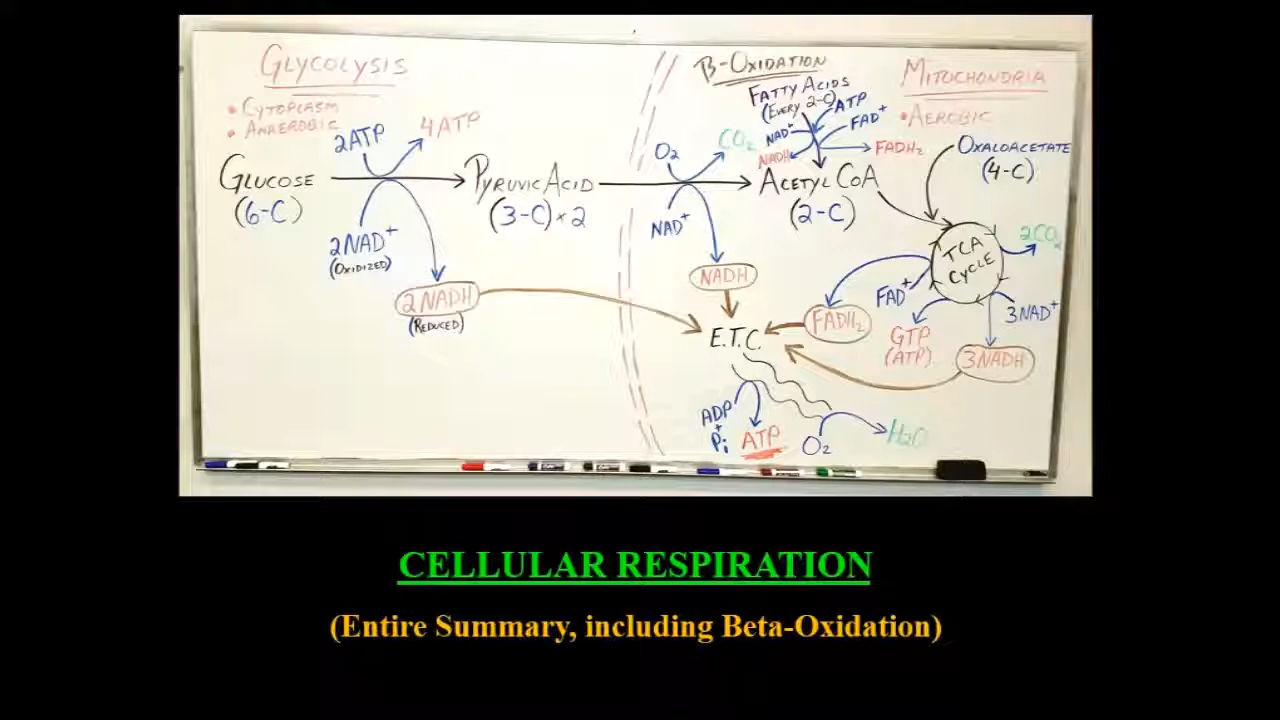 GLYCOLYSIS
• CYTOPLASM
• ANAEROBIC
2ATP
4ATP
GLUCOSE
(6-C)
2NAD+
(OXIDIZED)
2NADH
(REDUCED)
PYRUVIC ACID
(3-C) × 2
O2
CO2
NAD+
NADH
B-OXIDATION
FATTY ACIDS
(EVERY 2-C)
ATP
NAD+
FAD+
NADH
FADH2
ACETYL CoA
(2-C)
MITOCHONDRIA
• AEROBIC
OXALOACETATE
(4-C)
TCA
CYCLE
2CO2
FAD+
FADH2
GTP
(ATP)
3NAD+
3NADH
E.T.C.
ADP
+
Pi
ATP
O2
H2O
CELLULAR RESPIRATION
(Entire Summary, including Beta-Oxidation)